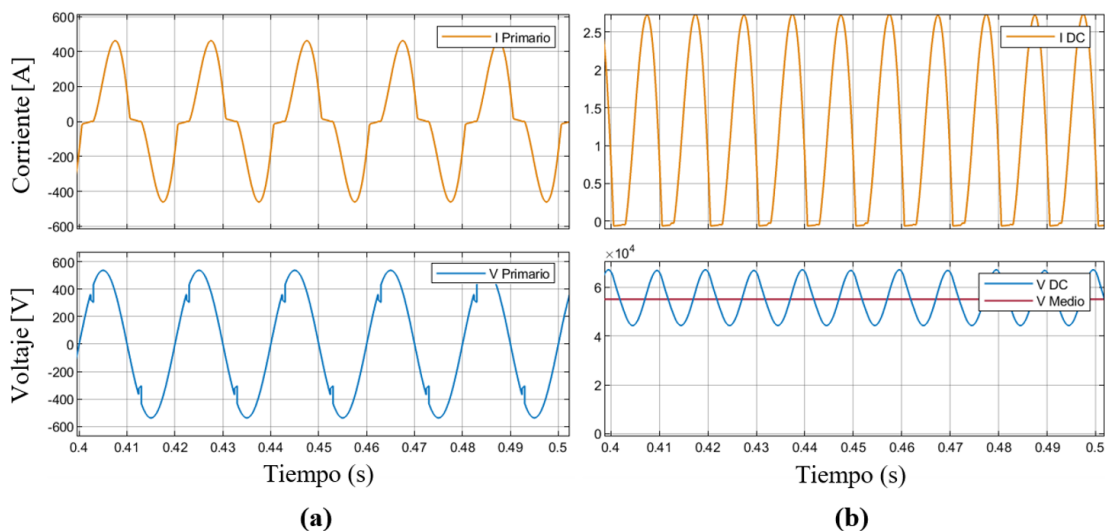 600
400
200
0
-200
-400
-600
Corriente [A]
I Primario
2.5
2
1.5
1
0.5
0
I DC
600
400
200
0
-200
-400
-600
Voltaje [V]
V Primario
0.4 0.41 0.42 0.43 0.44 0.45 0.46 0.47 0.48 0.49 0.5
Tiempo (s)
(a)
×10⁴
6
4
2
0
V DC
V Medio
0.4 0.41 0.42 0.43 0.44 0.45 0.46 0.47 0.48 0.49 0.5
Tiempo (s)
(b)